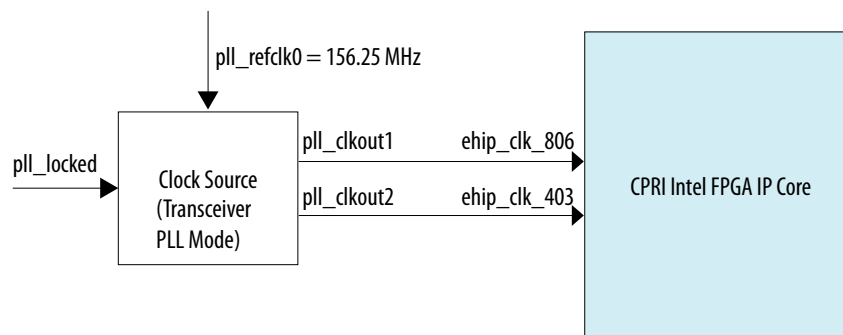 pll_refclk0 = 156.25 MHz
pll_locked
Clock Source
(Transceiver
PLL Mode)
pll_clkout1
ehip_clk_806
pll_clkout2
ehip_clk_403
CPRI Intel FPGA IP Core